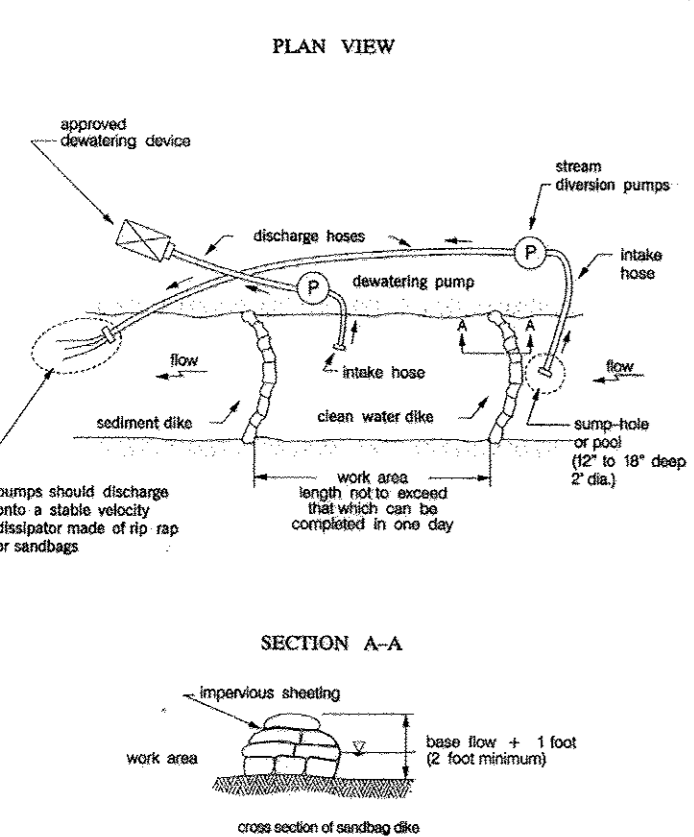 PLAN VIEW
approved
dewatering device
stream
diversion pumps
discharge hoses
P
intake
hose
P
dewatering pump
A
A
flow
intake hose
flow
sediment dike
clean water dike
sump-hole
or pool
(12" to 18" deep
2' dia.)
work area
length not to exceed
that which can be
completed in one day
pumps should discharge
onto a stable velocity
dissipator made of rip rap
or sandbags
SECTION A-A
impervious sheeting
work area
base flow + 1 foot
(2 foot minimum)
cross section of sandbag dike